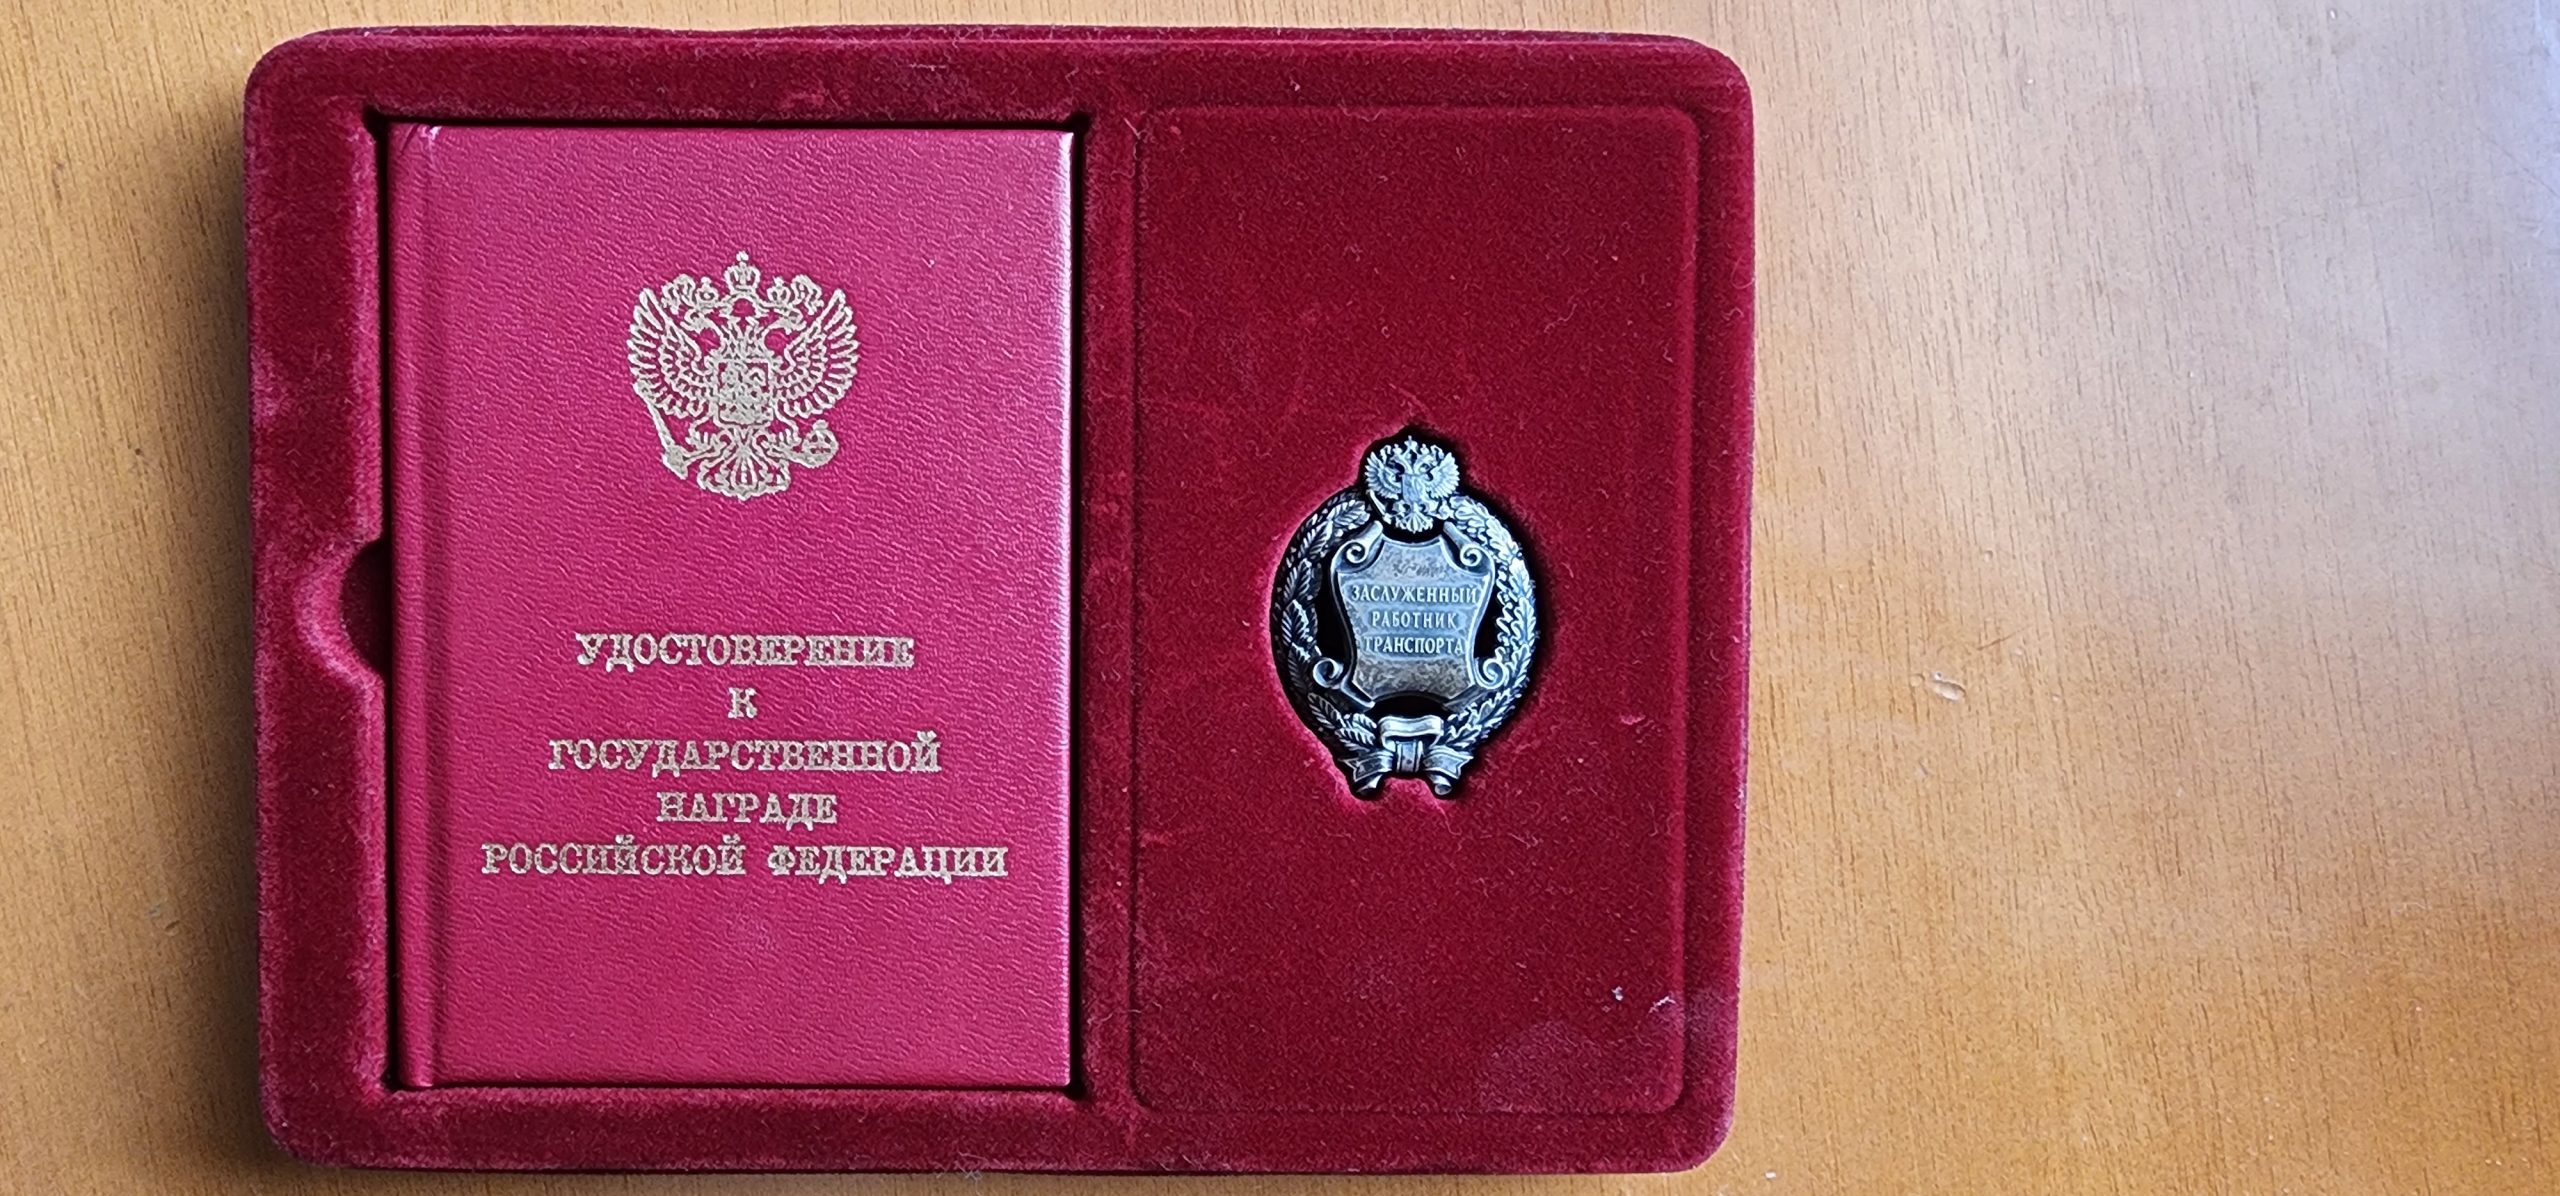 УДОСТОВЕРЕНИЕ
К
ГОСУДАРСТВЕННОЙ
НАГРАДЕ
РОССИЙСКОЙ ФЕДЕРАЦИИ
ЗАСЛУЖЕННЫЙ
РАБОТНИК
ТРАНСПОРТА